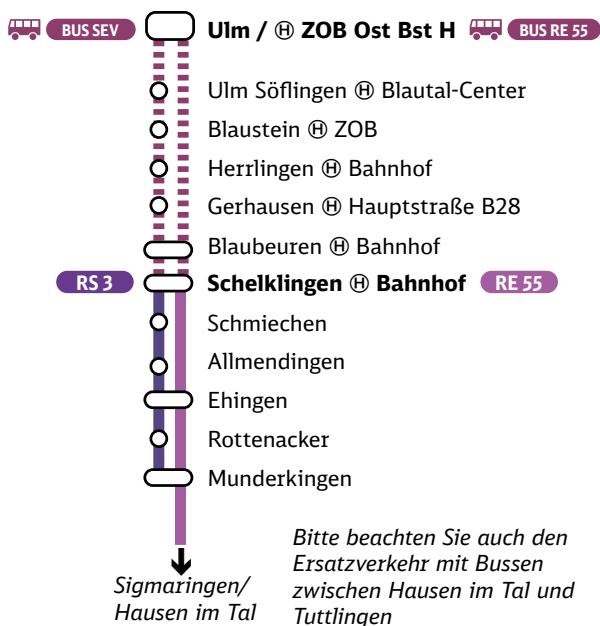 BUS SEV Ulm / Ⓗ ZOB Ost Bst H BUS RE 55
Ulm Söflingen Ⓗ Blautal-Center
Blaustein Ⓗ ZOB
Herrlingen Ⓗ Bahnhof
Gerhausen Ⓗ Hauptstraße B28
Blaubeuren Ⓗ Bahnhof
RS 3 Schelklingen Ⓗ Bahnhof RE 55
Schmiechen
Allmendingen
Ehingen
Rottenacker
Munderkingen
Sigmaringen/
Hausen im Tal
Bitte beachten Sie auch den
Ersatzverkehr mit Bussen
zwischen Hausen im Tal und
Tuttlingen